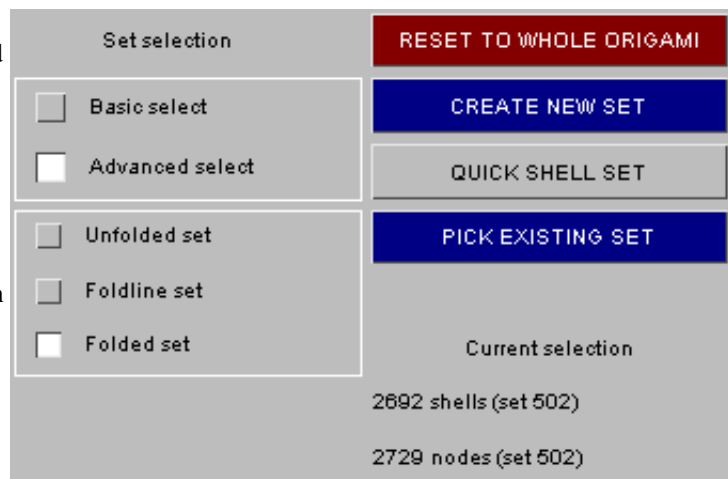 Set selection
RESET TO WHOLE ORIGAMI
Basic select
CREATE NEW SET
Advanced select
QUICK SHELL SET
Unfolded set
PICK EXISTING SET
Foldline set
Folded set
Current selection
2692 shells (set 502)
2729 nodes (set 502)